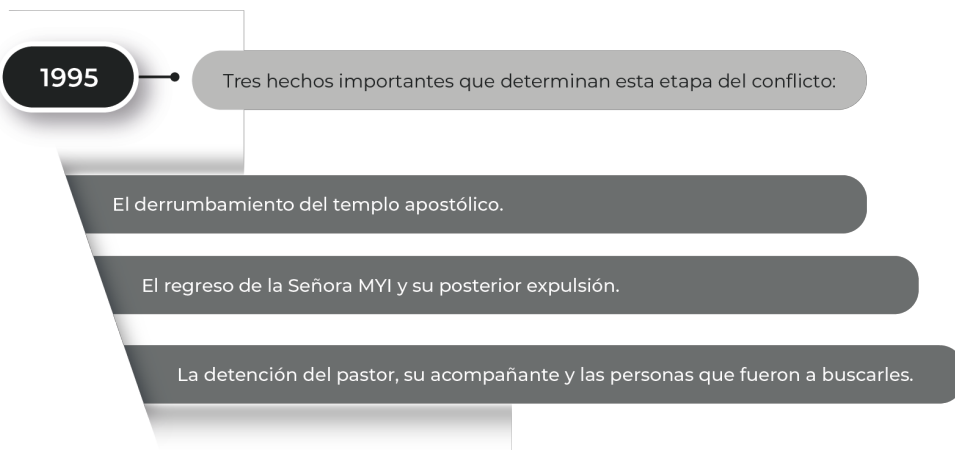 1995
Tres hechos importantes que determinan esta etapa del conflicto:
El derrumbamiento del templo apostólico.
El regreso de la Señora MYI y su posterior expulsión.
La detención del pastor, su acompañante y las personas que fueron a buscarles.